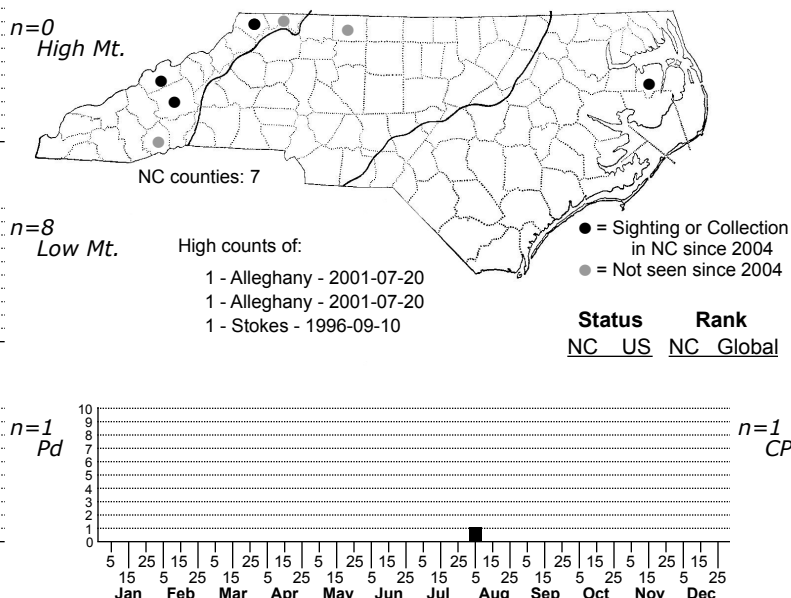 n=0
High Mt.
NC counties: 7
n=8
Low Mt.
High counts of:
1 - Alleghany - 2001-07-20
1 - Alleghany - 2001-07-20
1 - Stokes - 1996-09-10
= Sighting or Collection
in NC since 2004
= Not seen since 2004
Status Rank
NC US NC Global
n=1
Pd
10
9
8
7
6
5
4
3
2
1
0
n=1
CP
5 25 15 5 25 15 5 25 15 5 25 15 5 25 15 5 25 15
15 5 25 15 5 25 15 5 25 15 5 25 15 5 25 15 5 25
Jan Feb Mar Apr May Jun Jul Aug Sep Oct Nov Dec